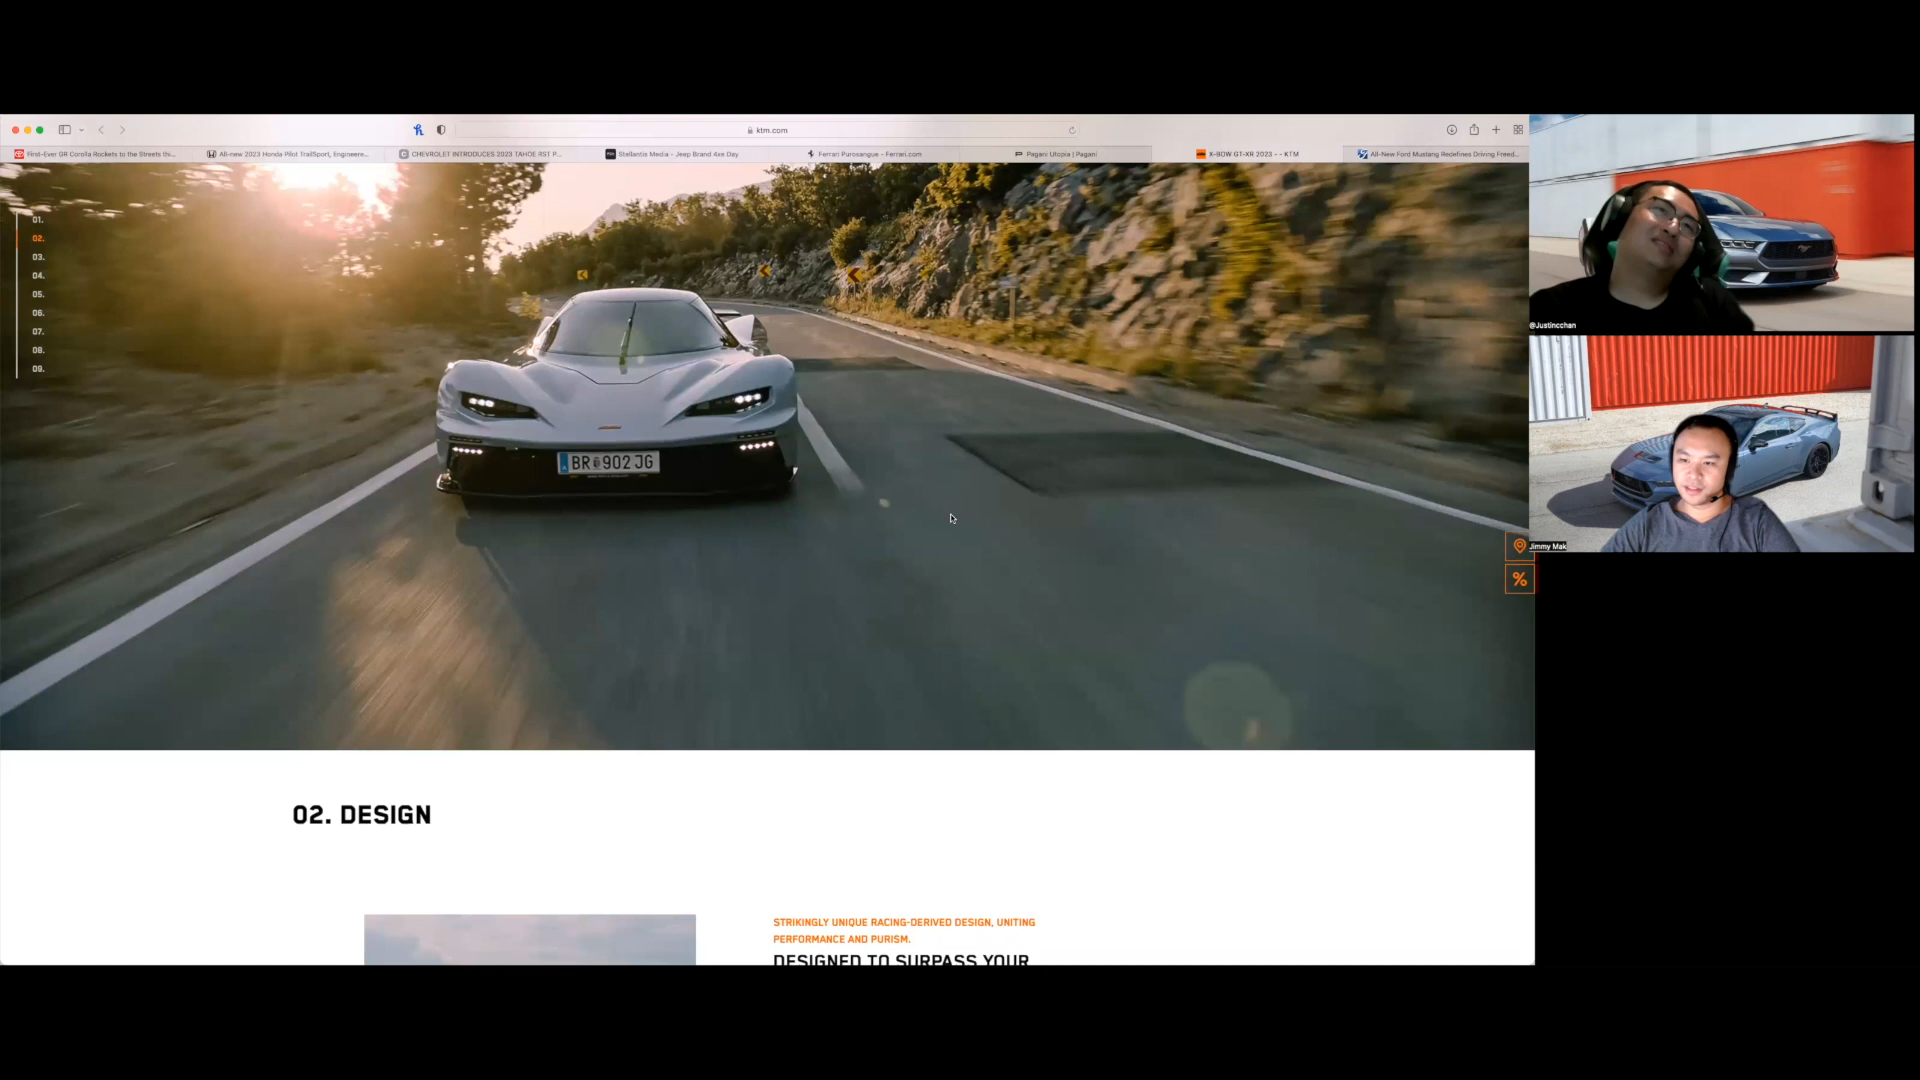 ktm.com
First-Ever GR Corolla Rockets to the Streets thi...
All-new 2023 Honda Pilot TrailSport, Engineere...
CHEVROLET INTRODUCES 2023 TAHOE RST P...
Stellantis Media - Jeep Brand 4xe Day
Ferrari Purosangue - Ferrari.com
Pagani Utopia | Pagani
X-BOW GT-XR 2023 - - KTM
All-New Ford Mustang Redefines Driving Freed...
01.
02.
03.
04.
05.
06.
07.
08.
09.
BR 902 JG
@Justincchan
Jimmy Mak
%
02. DESIGN
STRIKINGLY UNIQUE RACING-DERIVED DESIGN, UNITING
PERFORMANCE AND PURISM.
DESIGNED TO SURPASS YOUR